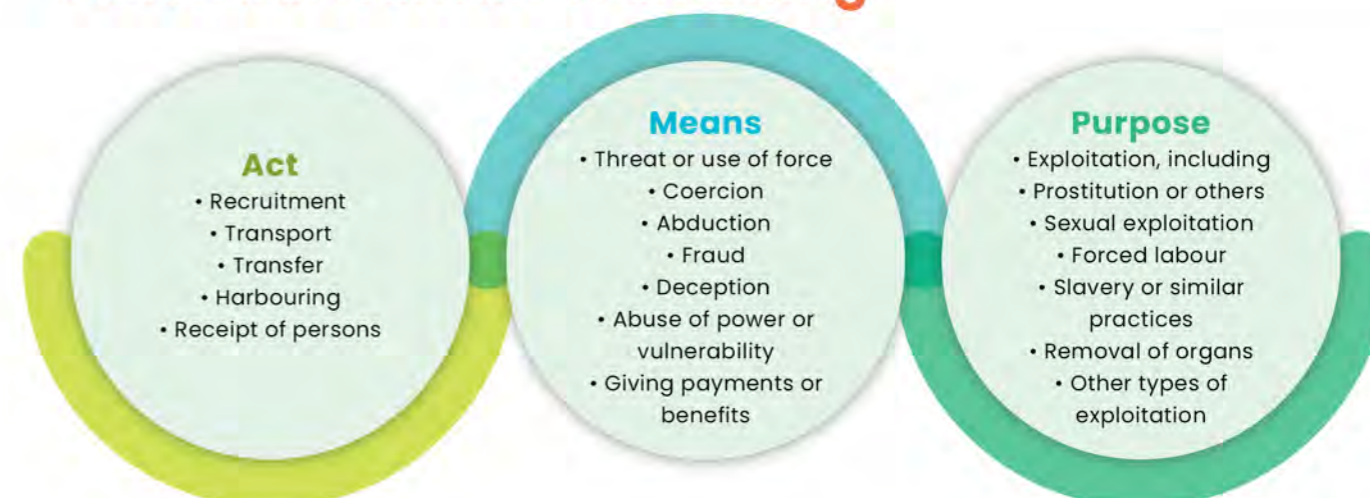 Act
• Recruitment
• Transport
• Transfer
• Harbouring
• Receipt of persons
Means
• Threat or use of force
• Coercion
• Abduction
• Fraud
• Deception
• Abuse of power or
vulnerability
• Giving payments or
benefits
Purpose
• Exploitation, including
• Prostitution or others
• Sexual exploitation
• Forced labour
• Slavery or similar
practices
• Removal of organs
• Other types of
exploitation